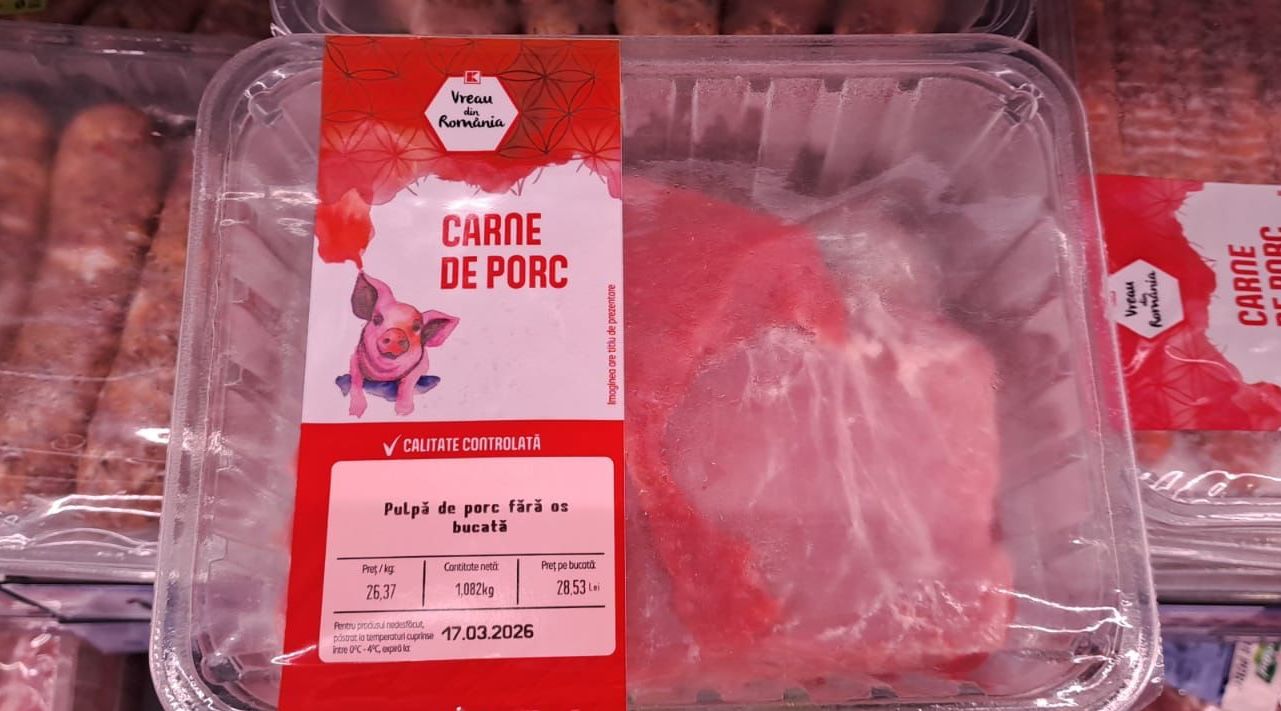 K
Vreau
din
România
CARNE
DE PORC
Imaginea are titlu de prezentare
✓ CALITATE CONTROLATĂ
Pulpă de porc fără os
bucată
Preț / kg:
Cantitate netă:
Preț pe bucată:
26,37
1,082kg
28,53 Lei
Pentru produsul nedesfăcut,
păstrat la temperaturi cuprinse
între 0°C - 4°C, expiră la:
17.03.2026
Vreau
din
România
CARNE
DE PORC